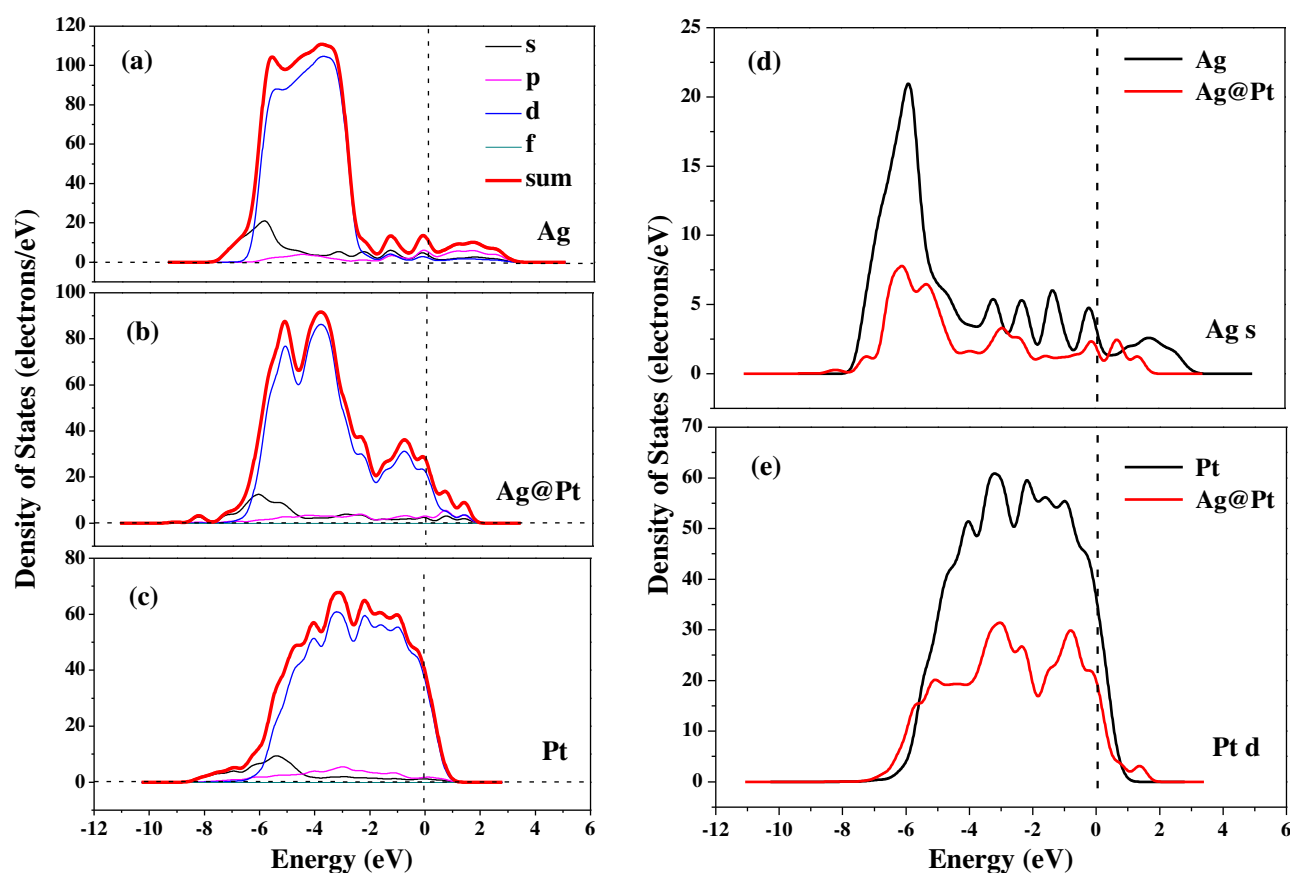 Density of States (electrons/eV)
120
100
80
60
40
20
0
(a)
s
p
d
f
sum
Ag
100
80
60
40
20
0
(b)
Ag@Pt
80
60
40
20
0
(c)
Pt
-12 -10 -8 -6 -4 -2 0 2 4 6
Energy (eV)
Density of States (electrons/eV)
25
20
15
10
5
0
(d)
Ag
Ag@Pt
Ag s
70
60
50
40
30
20
10
0
(e)
Pt
Ag@Pt
Pt d
-12 -10 -8 -6 -4 -2 0 2 4 6
Energy (eV)